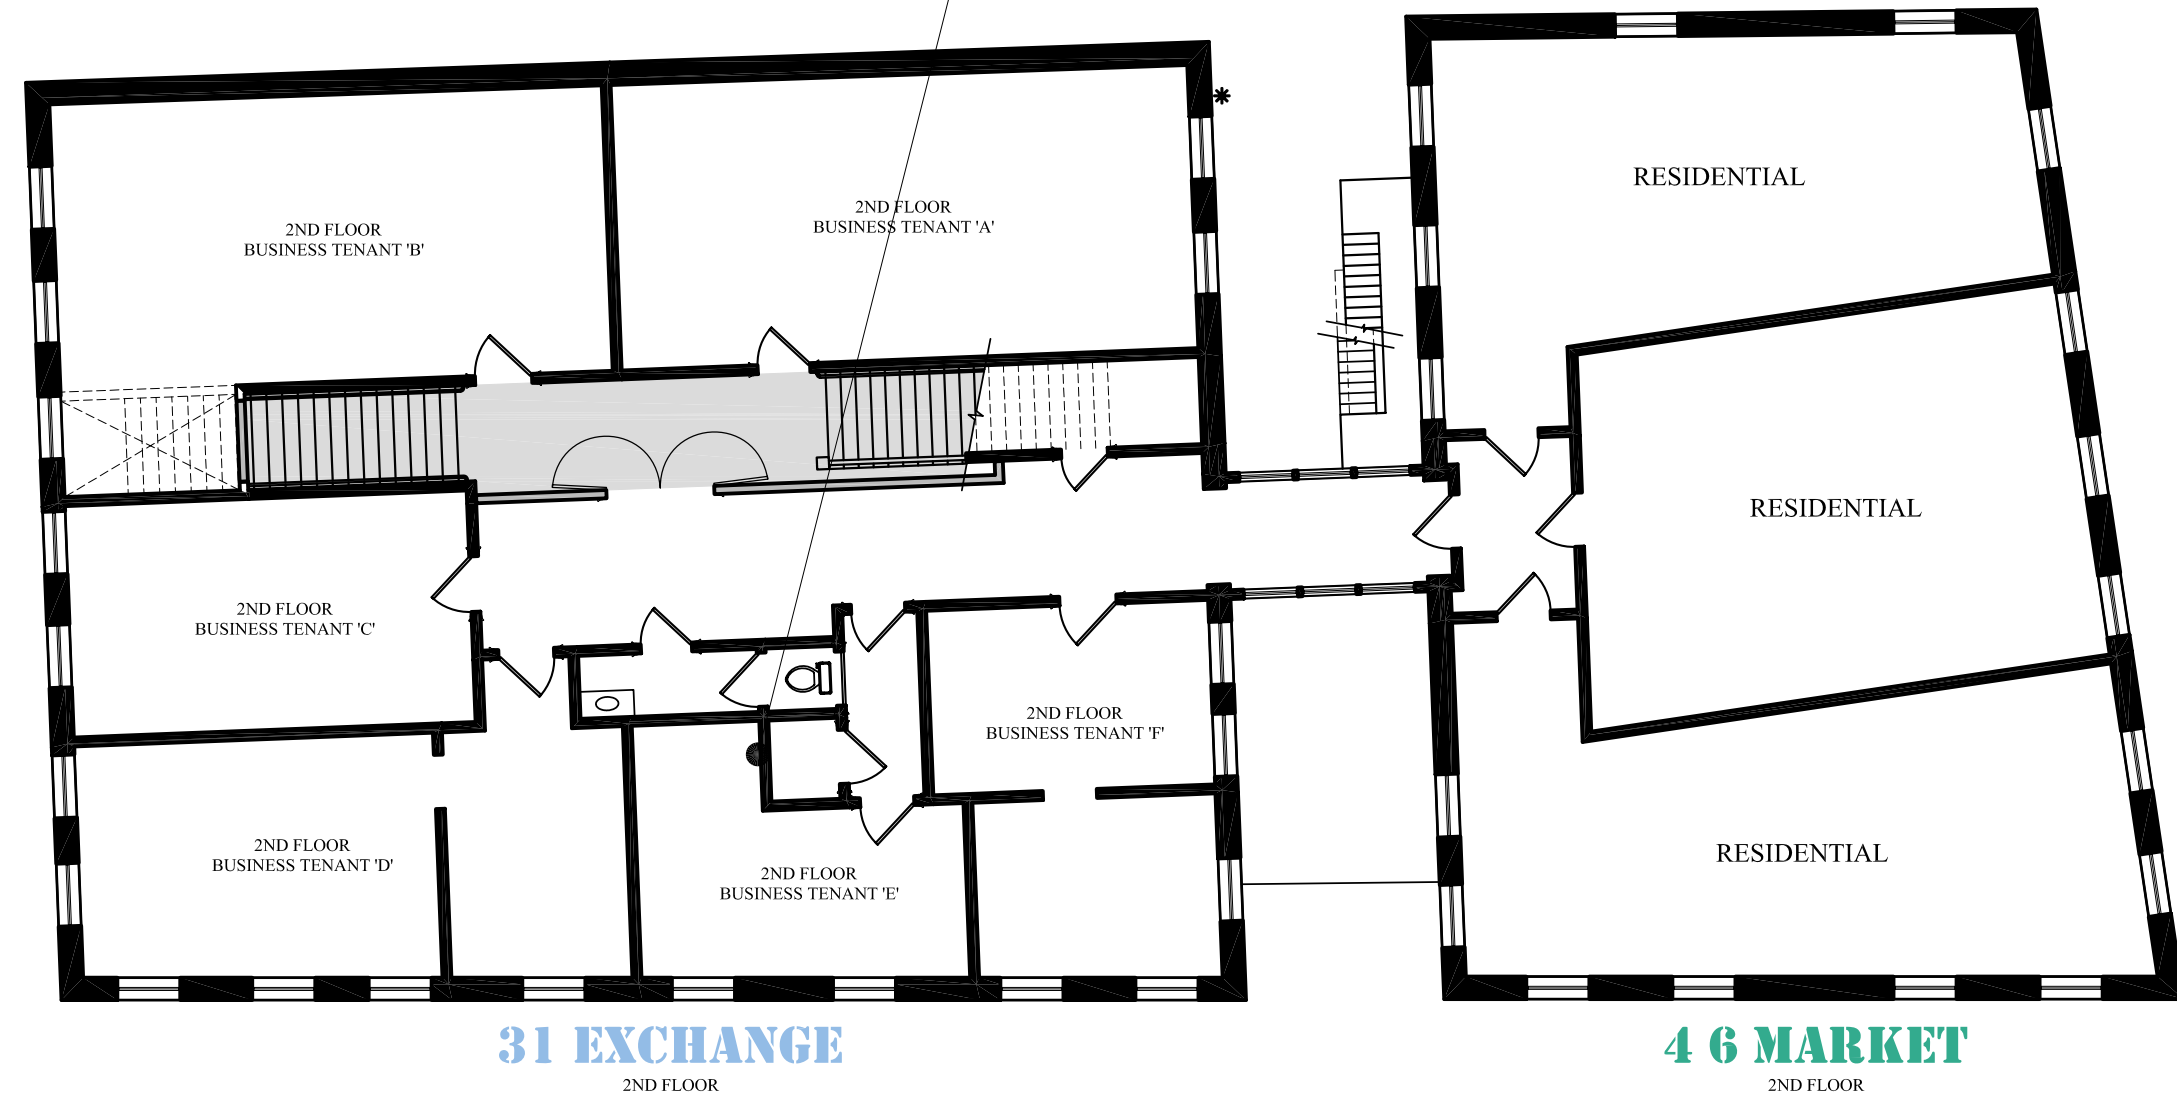 RESIDENTIAL
2ND FLOOR
BUSINESS TENANT 'B'
2ND FLOOR
BUSINESS TENANT 'A'
RESIDENTIAL
2ND FLOOR
BUSINESS TENANT 'C'
2ND FLOOR
BUSINESS TENANT 'F'
2ND FLOOR
BUSINESS TENANT 'D'
2ND FLOOR
BUSINESS TENANT 'E'
RESIDENTIAL
31 EXCHANGE
2ND FLOOR
4 6 MARKET
2ND FLOOR